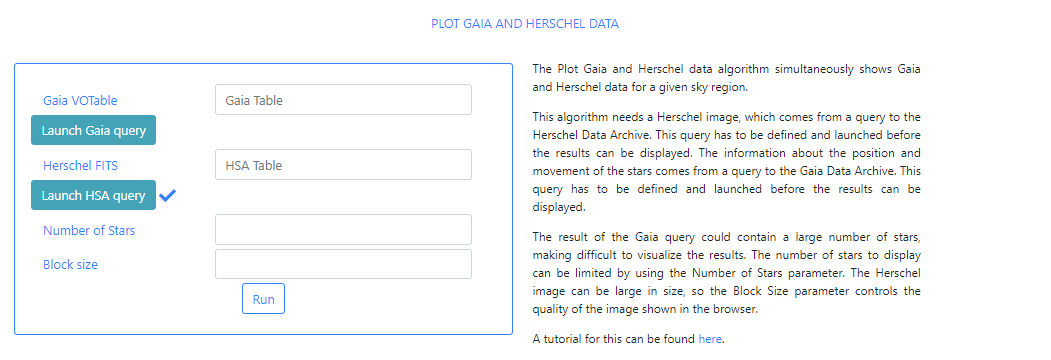 PLOT GAIA AND HERSCHEL DATA
Gaia VOTable
Gaia Table
Launch Gaia query
Herschel FITS
HSA Table
Launch HSA query
Number of Stars
Block size
Run
The Plot Gaia and Herschel data algorithm simultaneously shows Gaia
and Herschel data for a given sky region.
This algorithm needs a Herschel image, which comes from a query to the
Herschel Data Archive. This query has to be defined and launched before
the results can be displayed. The information about the position and
movement of the stars comes from a query to the Gaia Data Archive. This
query has to be defined and launched before the results can be
displayed.
The result of the Gaia query could contain a large number of stars,
making difficult to visualize the results. The number of stars to display
can be limited by using the Number of Stars parameter. The Herschel
image can be large in size, so the Block Size parameter controls the
quality of the image shown in the browser.
A tutorial for this can be found here.